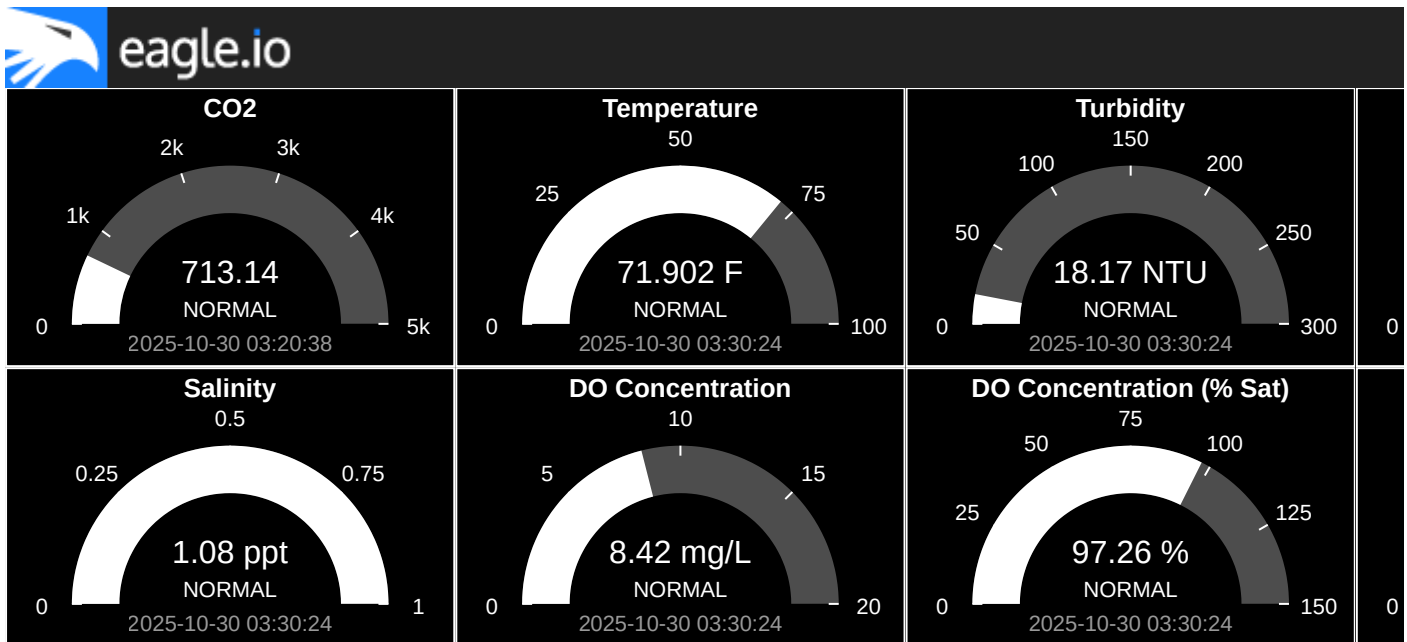 eagle.io
CO2
2k
3k
1k
4k
713.14
NORMAL
0
5k
2025-10-30 03:20:38
Temperature
50
25
75
71.902 F
NORMAL
0
100
2025-10-30 03:30:24
Turbidity
150
100
200
50
250
18.17 NTU
NORMAL
0
300
2025-10-30 03:30:24
0
Salinity
0.5
0.25
0.75
1.08 ppt
NORMAL
0
1
2025-10-30 03:30:24
DO Concentration
10
5
15
8.42 mg/L
NORMAL
0
20
2025-10-30 03:30:24
DO Concentration (% Sat)
75
50
100
25
125
97.26 %
NORMAL
0
150
2025-10-30 03:30:24
0